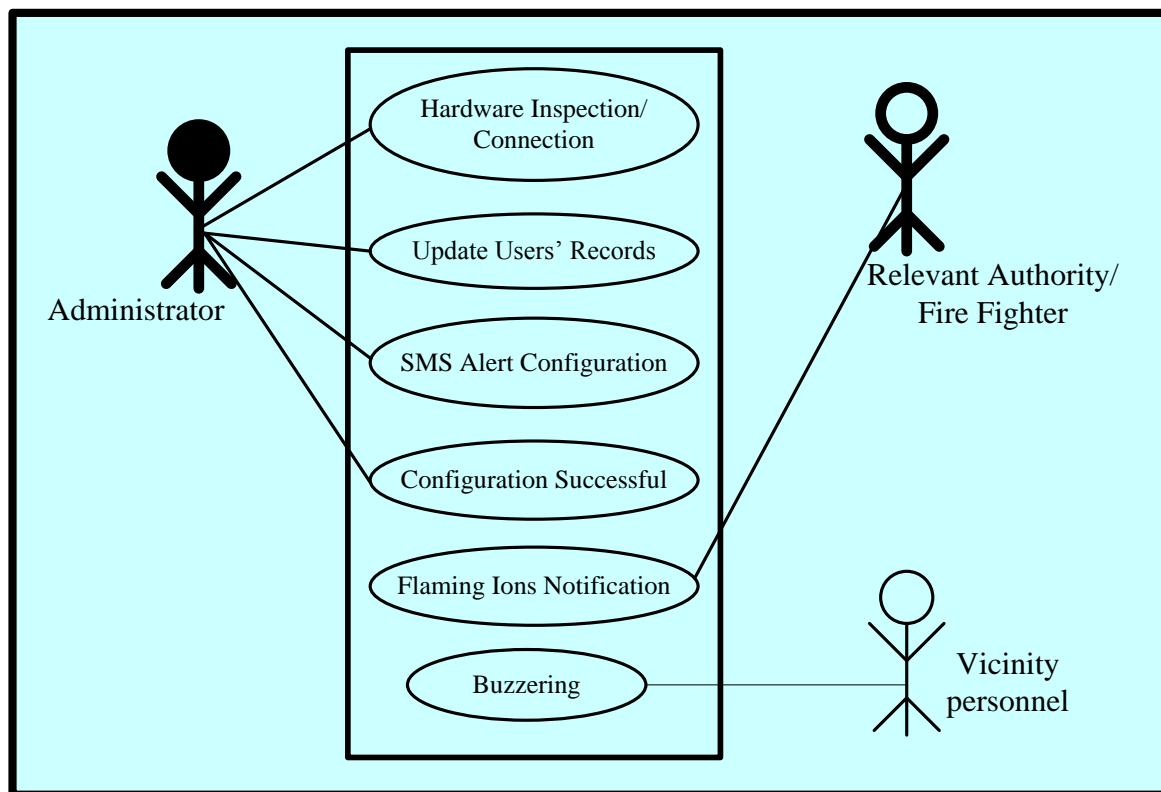 Hardware Inspection/
Connection
Update Users’ Records
Administrator
Relevant Authority/
Fire Fighter
SMS Alert Configuration
Configuration Successful
Flaming Ions Notification
Buzzering
Vicinity
personnel